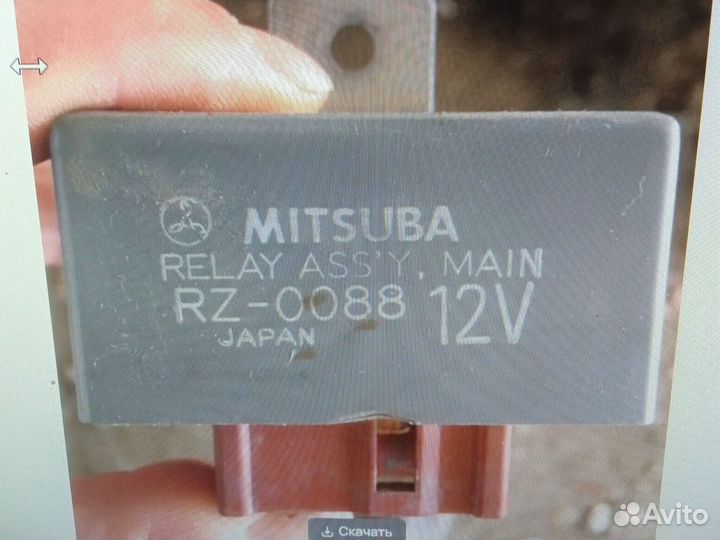 MITSUBA
RELAY ASS'Y, MAIN
RZ-0088 12V
JAPAN
Скачать
Avito